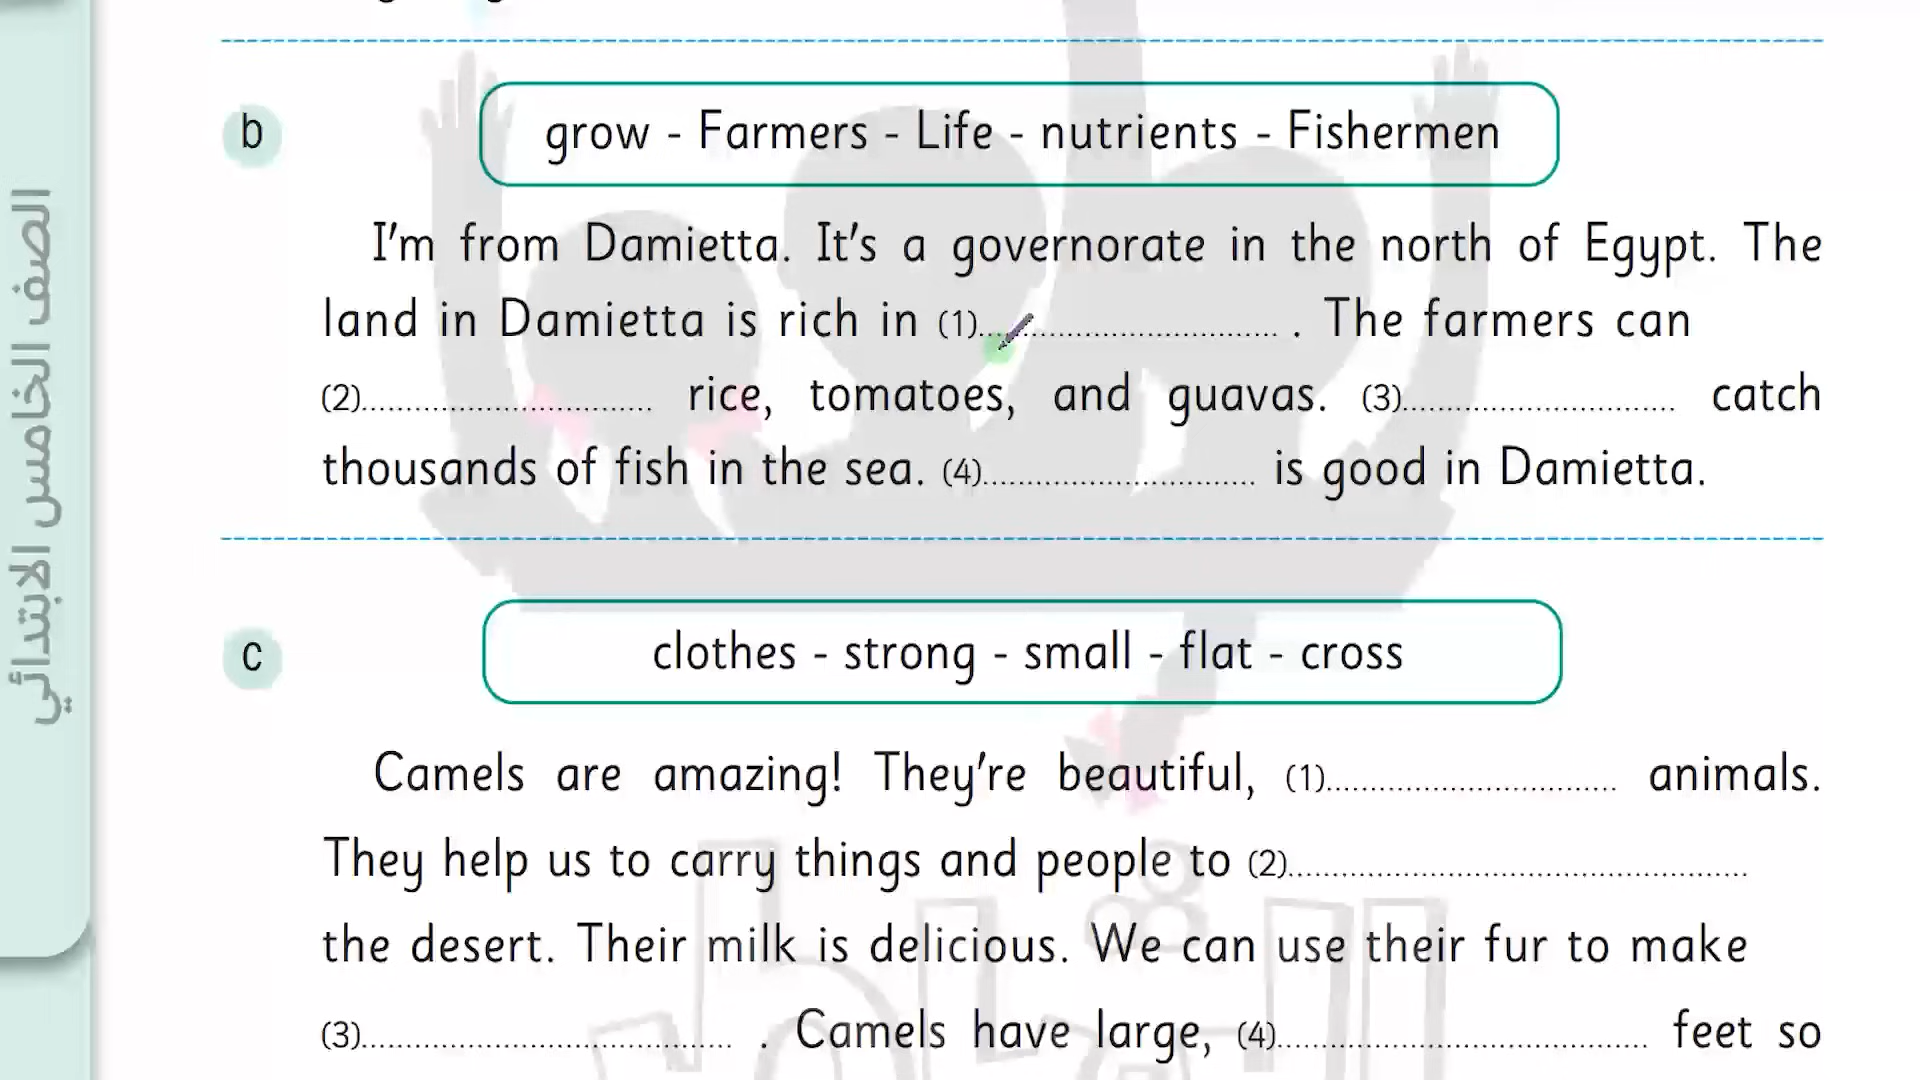 b
grow - Farmers - Life - nutrients - Fishermen
I'm from Damietta. It's a governorate in the north of Egypt. The
land in Damietta is rich in (1)............................ . The farmers can
(2)............................ rice, tomatoes, and guavas. (3)............................ catch
thousands of fish in the sea. (4)............................ is good in Damietta.
c
clothes - strong - small - flat - cross
Camels are amazing! They're beautiful, (1)............................ animals.
They help us to carry things and people to (2)............................
the desert. Their milk is delicious. We can use their fur to make
(3)............................ . Camels have large, (4)............................ feet so
الصف الخامس الابتدائي